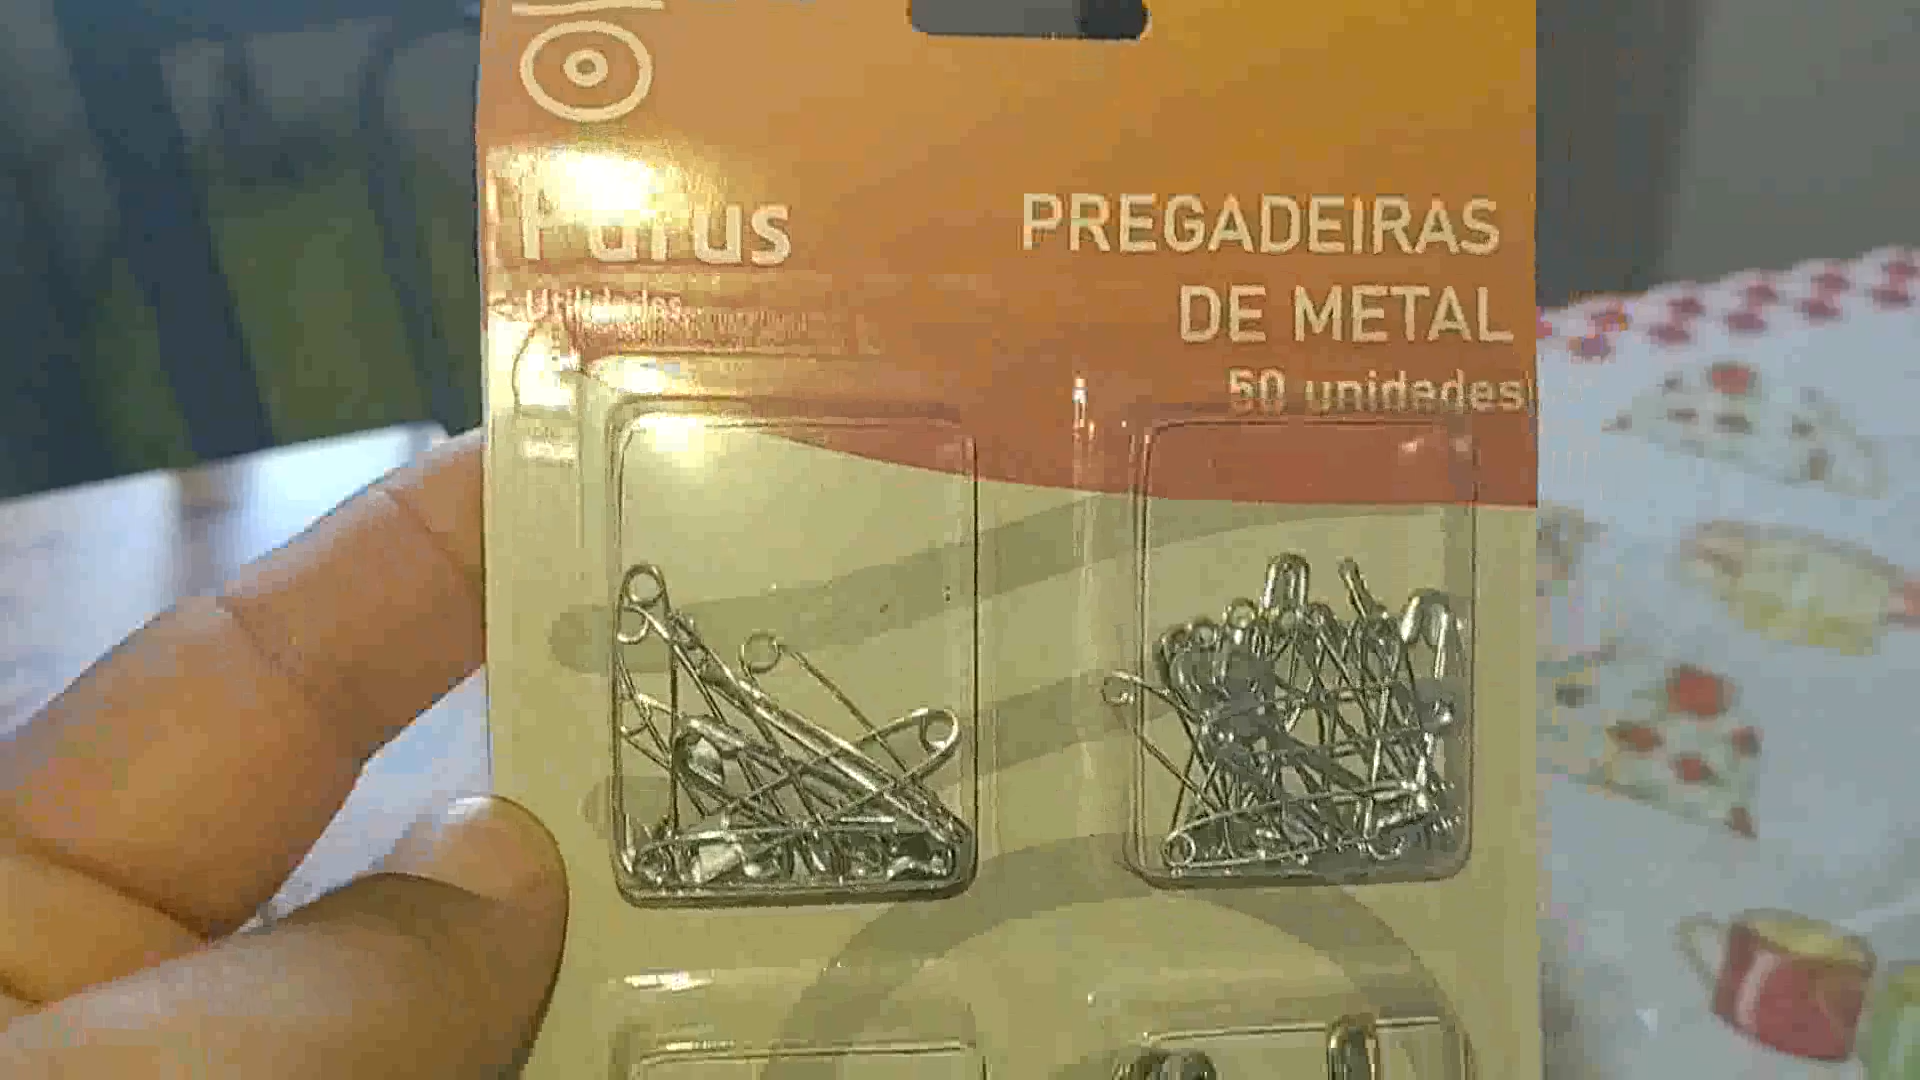 Purus
Utilidades
PREGADEIRAS
DE METAL
50 unidades